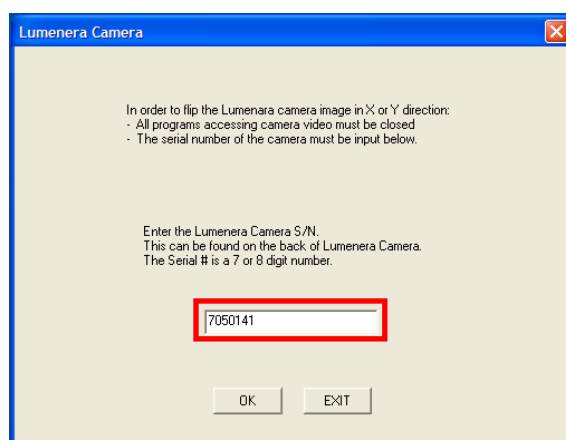 Lumenera Camera
In order to flip the Lumenara camera image in X or Y direction:
- All programs accessing camera video must be closed
- The serial number of the camera must be input below.
Enter the Lumenera Camera S/N.
This can be found on the back of Lumenera Camera.
The Serial # is a 7 or 8 digit number.
7050141
OK EXIT